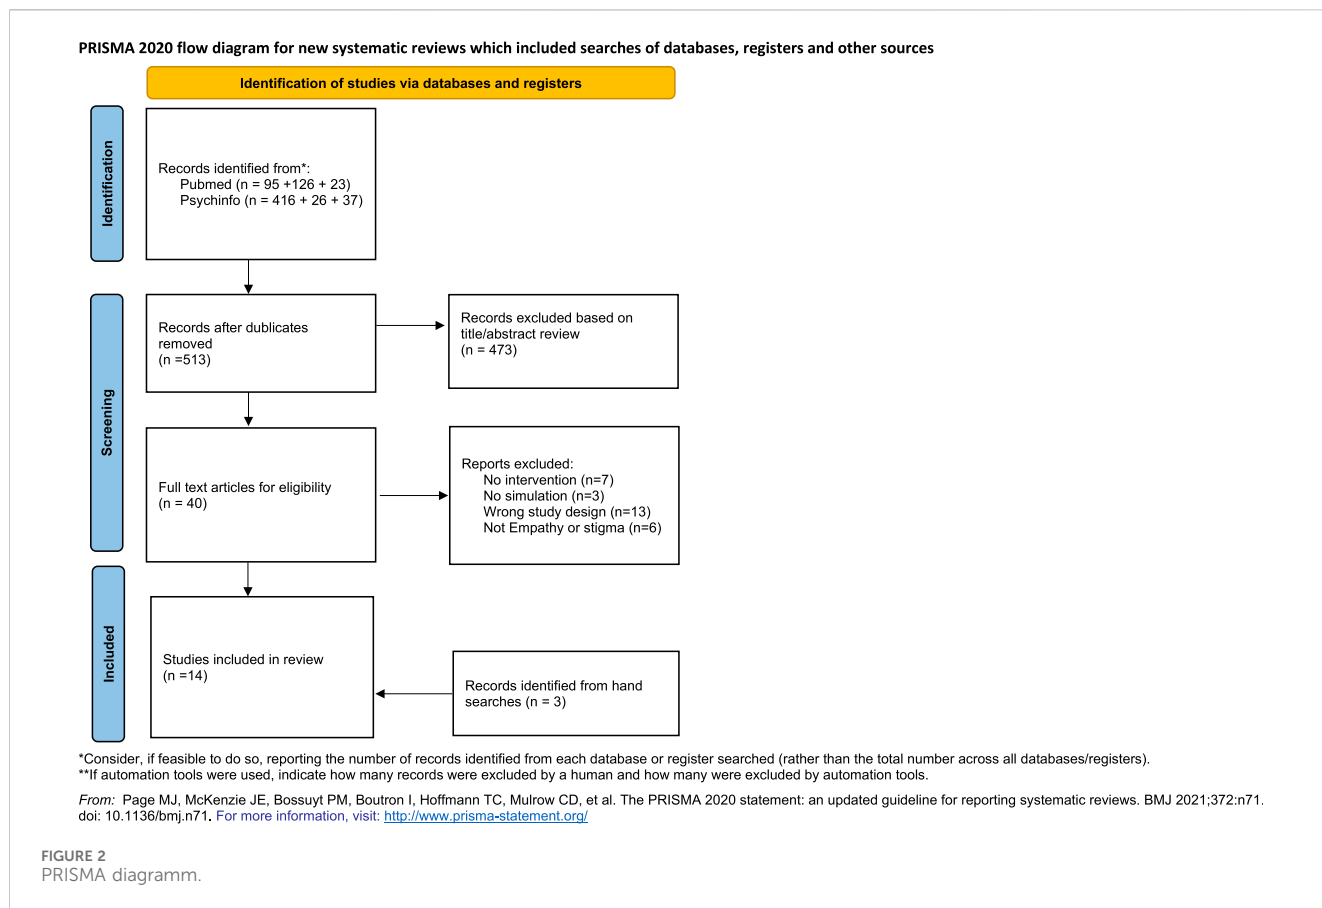 PRISMA 2020 flow diagram for new systematic reviews which included searches of databases, registers and other sources
Identification of studies via databases and registers
Identification
Records identified from*:
Pubmed (n = 95 +126 + 23)
Psychinfo (n = 416 + 26 + 37)
Screening
Records after dublicates
removed
(n =513)
Records excluded based on
title/abstract review
(n = 473)
Full text articles for eligibility
(n = 40)
Reports excluded:
No intervention (n=7)
No simulation (n=3)
Wrong study design (n=13)
Not Empathy or stigma (n=6)
Included
Studies included in review
(n =14)
Records identified from hand
searches (n = 3)
*Consider, if feasible to do so, reporting the number of records identified from each database or register searched (rather than the total number across all databases/registers).
**If automation tools were used, indicate how many records were excluded by a human and how many were excluded by automation tools.
From: Page MJ, McKenzie JE, Bossuyt PM, Boutron I, Hoffmann TC, Mulrow CD, et al. The PRISMA 2020 statement: an updated guideline for reporting systematic reviews. BMJ 2021;372:n71.
doi: 10.1136/bmj.n71. For more information, visit: http://www.prisma-statement.org/
FIGURE 2
PRISMA diagramm.